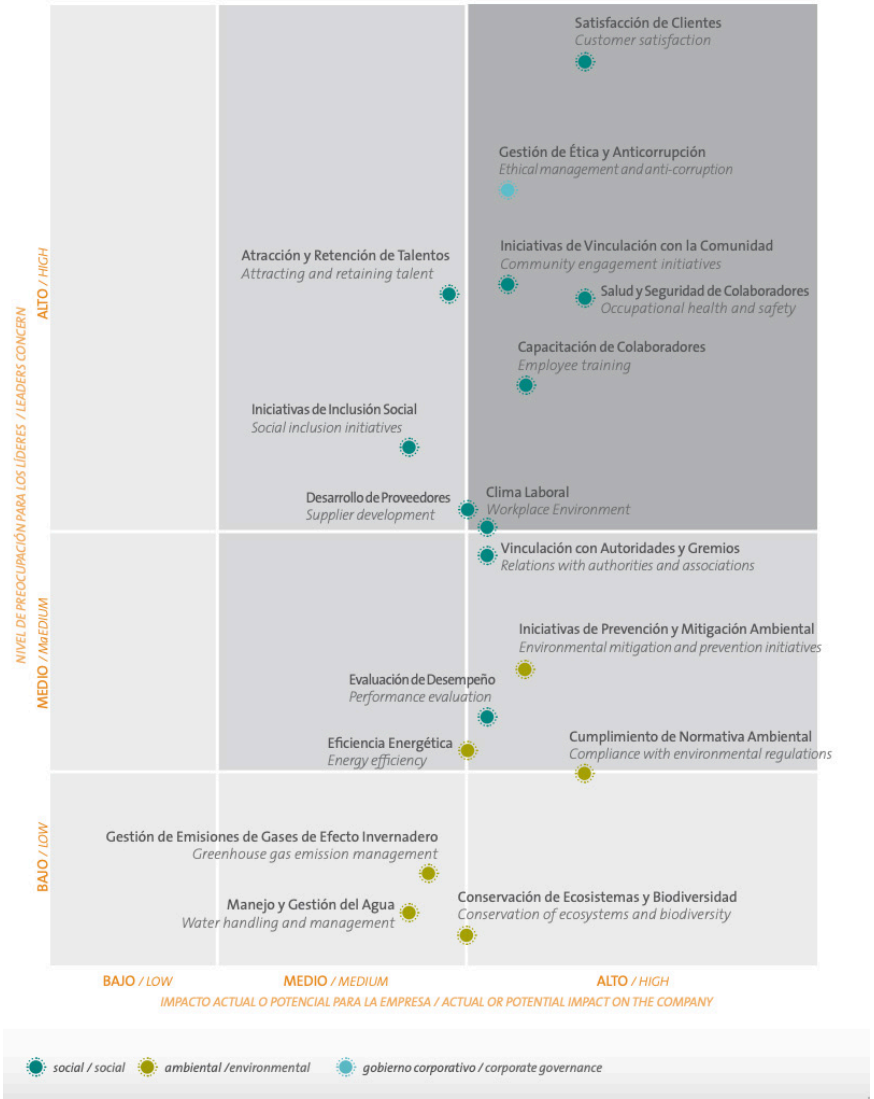 Satisfacción de Clientes
Customer satisfaction
Gestión de Ética y Anticorrupción
Ethical management and anti-corruption
Atracción y Retención de Talentos
Attracting and retaining talent
Iniciativas de Vinculación con la Comunidad
Community engagement initiatives
Salud y Seguridad de Colaboradores
Occupational health and safety
Capacitación de Colaboradores
Employee training
Iniciativas de Inclusión Social
Social inclusion initiatives
Desarrollo de Proveedores
Supplier development
Clima Laboral
Workplace Environment
Vinculación con Autoridades y Gremios
Relations with authorities and associations
Iniciativas de Prevención y Mitigación Ambiental
Environmental mitigation and prevention initiatives
Evaluación de Desempeño
Performance evaluation
Eficiencia Energética
Energy efficiency
Cumplimiento de Normativa Ambiental
Compliance with environmental regulations
Gestión de Emisiones de Gases de Efecto Invernadero
Greenhouse gas emission management
Manejo y Gestión del Agua
Water handling and management
Conservación de Ecosistemas y Biodiversidad
Conservation of ecosystems and biodiversity
NIVEL DE PREOCUPACIÓN PARA LOS LÍDERES / LEADERS CONCERN
ALTO / HIGH
MEDIO / MaEDIUM
BAJO / LOW
BAJO / LOW
MEDIO / MEDIUM
ALTO / HIGH
IMPACTO ACTUAL O POTENCIAL PARA LA EMPRESA / ACTUAL OR POTENTIAL IMPACT ON THE COMPANY
social / social
ambiental /environmental
gobierno corporativo / corporate governance